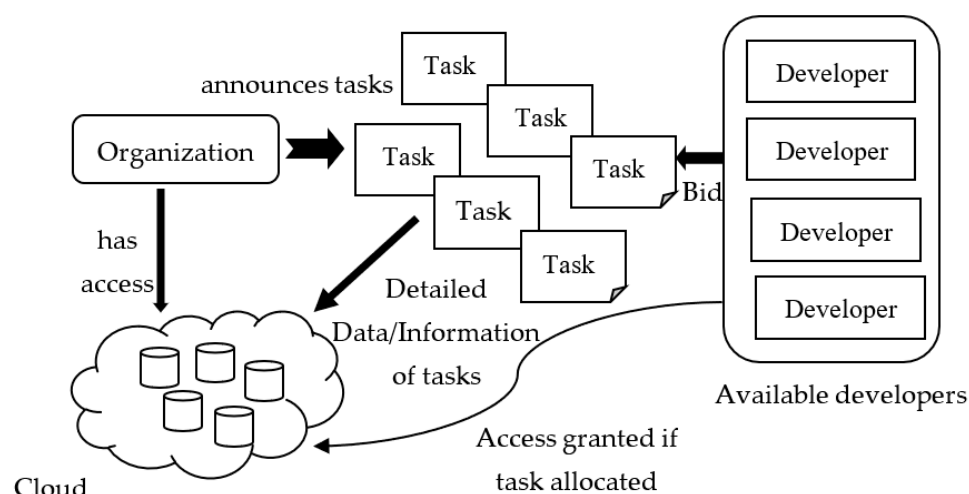 Task
announces tasks
Task
Organization
Task
Task
Bid
Task
Task
Developer
Developer
Developer
Developer
Available developers
has
access
Detailed
Data/Information
of tasks
Access granted if
task allocated
Cloud